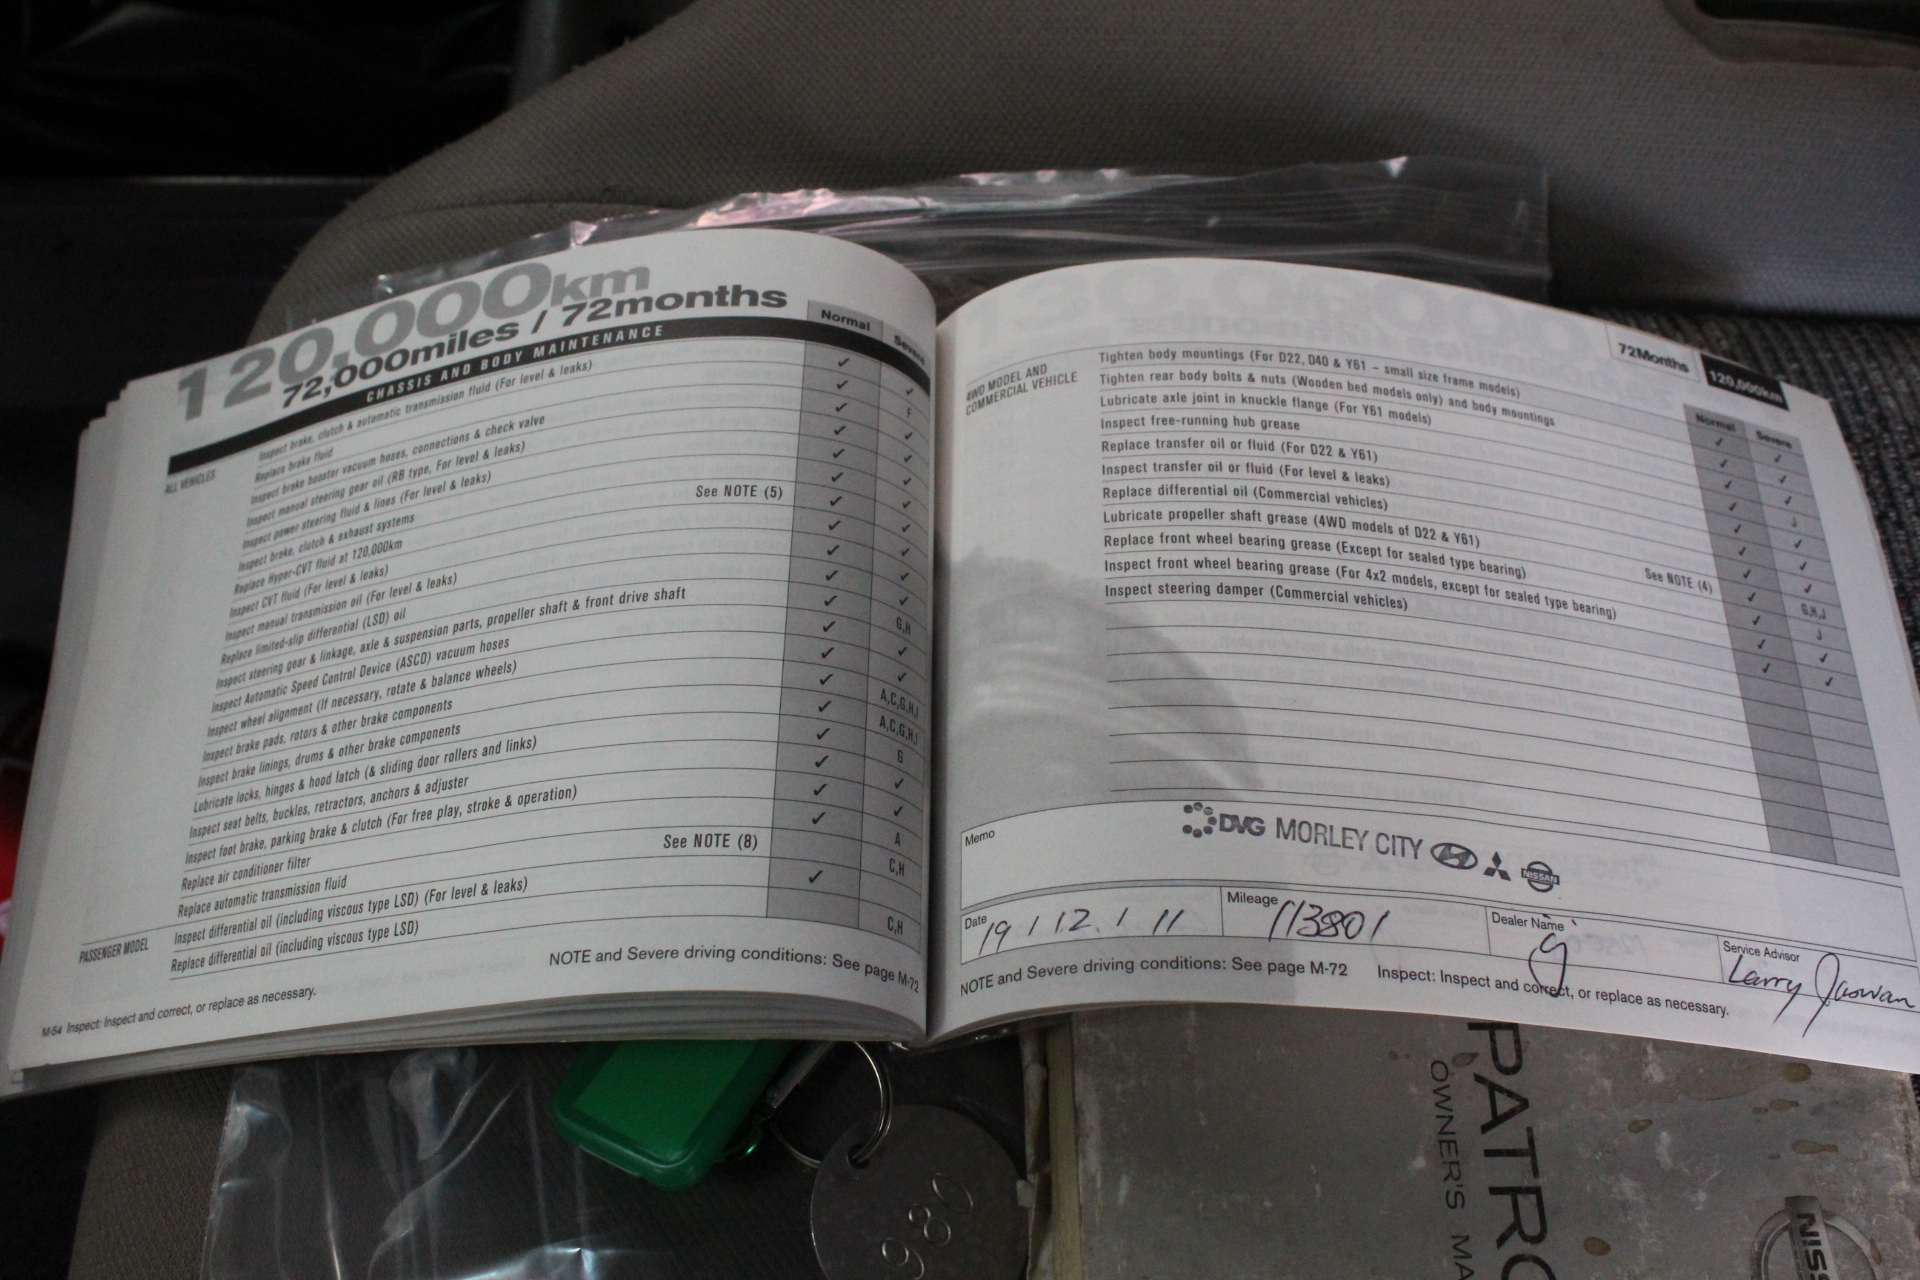 120,000km
72,000miles / 72months
CHASSIS AND BODY MAINTENANCE
Normal
Severe
ALL VEHICLES
Inspect brake, clutch & automatic transmission fluid (For level & leaks)
✓ ✓
Replace brake fluid
✓ F
Inspect brake booster vacuum hoses, connections & check valve
✓ ✓
Inspect manual steering gear oil (RB type, For level & leaks)
✓ ✓
Inspect power steering fluid & lines (For level & leaks)
✓ ✓
Inspect brake, clutch & exhaust systems
✓ ✓
Replace Hyper-CVT fluid at 120,000km See NOTE (5)
✓ ✓
Inspect CVT fluid (For level & leaks)
✓ ✓
Inspect manual transmission oil (For level & leaks)
✓ ✓
Replace limited-slip differential (LSD) oil
✓ G,H
Inspect steering gear & linkage, axle & suspension parts, propeller shaft & front drive shaft
✓ ✓
Inspect Automatic Speed Control Device (ASCD) vacuum hoses
✓ ✓
Inspect wheel alignment (If necessary, rotate & balance wheels)
Inspect brake pads, rotors & other brake components
✓ A,C,G,H,I
Inspect brake linings, drums & other brake components
✓ A,C,G,H,I
Lubricate locks, hinges & hood latch (& sliding door rollers and links)
✓ G
Inspect seat belts, buckles, retractors, anchors & adjuster
✓ ✓
Inspect foot brake, parking brake & clutch (For free play, stroke & operation)
✓ ✓
Replace air conditioner filter
✓ A
Replace automatic transmission fluid See NOTE (8)
C,H
PASSENGER MODEL
Inspect differential oil (including viscous type LSD) (For level & leaks)
✓
Replace differential oil (including viscous type LSD)
C,H
NOTE and Severe driving conditions: See page M-72
M-54 Inspect: Inspect and correct, or replace as necessary.
72Months
120,000km
Normal
Severe
4WD MODEL AND
COMMERCIAL VEHICLE
Tighten body mountings (For D22, D40 & Y61 – small size frame models)
✓ ✓
Tighten rear body bolts & nuts (Wooden bed models only) and body mountings
✓ ✓
Lubricate axle joint in knuckle flange (For Y61 models)
✓ ✓
Inspect free-running hub grease
✓ J
Replace transfer oil or fluid (For D22 & Y61)
✓ ✓
Inspect transfer oil or fluid (For level & leaks)
✓ ✓
Replace differential oil (Commercial vehicles)
✓ ✓
Lubricate propeller shaft grease (4WD models of D22 & Y61) See NOTE (4)
✓ G,H,J
Replace front wheel bearing grease (Except for sealed type bearing)
✓ J
Inspect front wheel bearing grease (For 4x2 models, except for sealed type bearing)
✓ ✓
Inspect steering damper (Commercial vehicles)
✓ ✓
Memo
DVG MORLEY CITY NISSAN
Date 19 / 12 / 11
Mileage 113801
Dealer Name
Service Advisor Larry
NOTE and Severe driving conditions: See page M-72 Inspect: Inspect and correct, or replace as necessary.
PATRO
OWNER'S MA
NIS
980